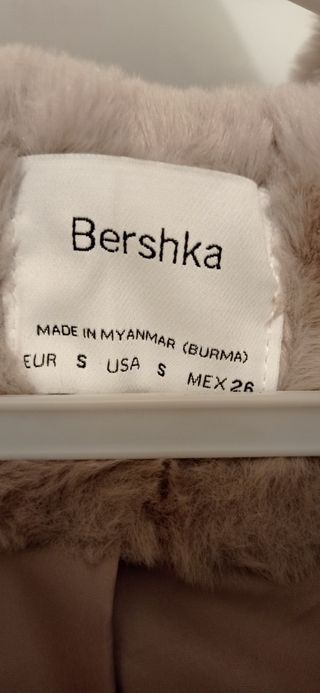 Bershka
MADE IN MYANMAR (BURMA)
EUR S USA S MEX 26